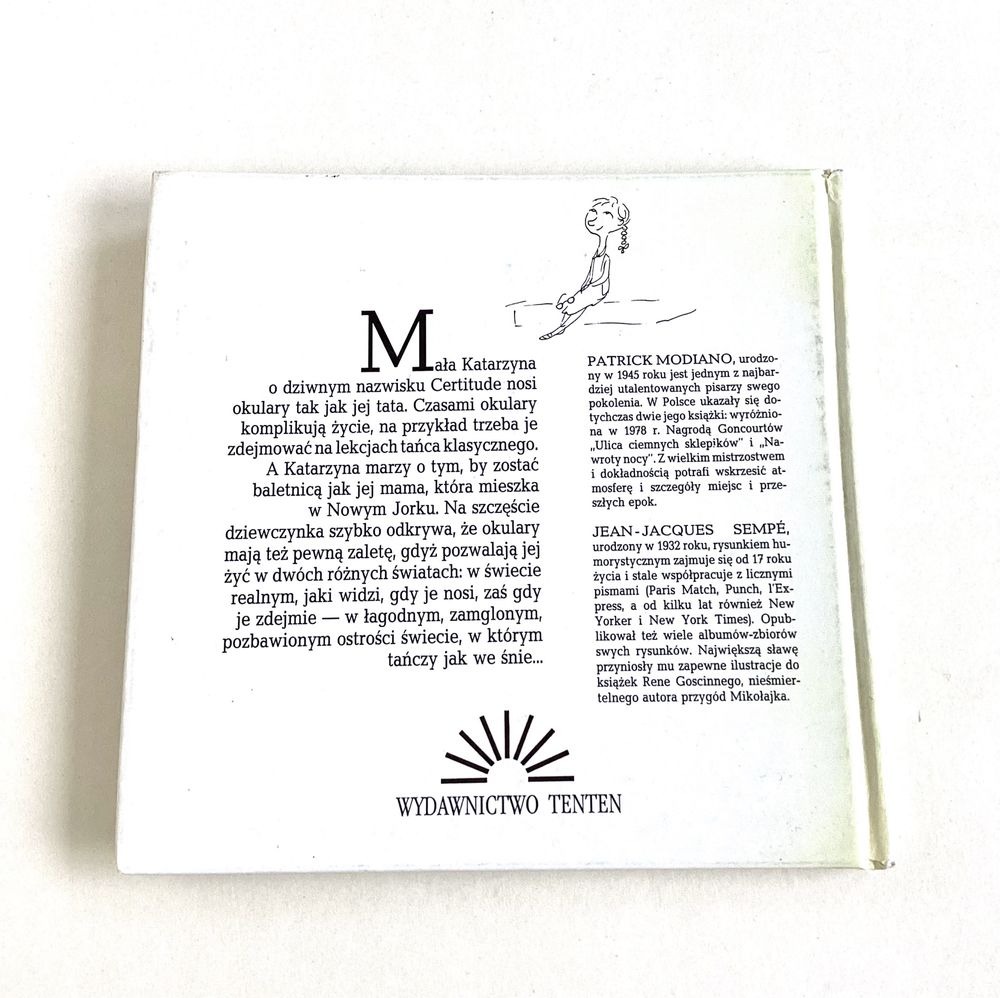 Mała Katarzyna
o dziwnym nazwisku Certitude nosi
okulary tak jak jej tata. Czasami okulary
komplikują życie, na przykład trzeba je
zdejmować na lekcjach tańca klasycznego.
A Katarzyna marzy o tym, by zostać
baletnicą jak jej mama, która mieszka
w Nowym Jorku. Na szczęście
dziewczynka szybko odkrywa, że okulary
mają też pewną zaletę, gdyż pozwalają jej
żyć w dwóch różnych światach: w świecie
realnym, jaki widzi, gdy je nosi, zaś gdy
je zdejmie — w łagodnym, zamglonym,
pozbawionym ostrości świecie, w którym
tańczy jak we śnie...
PATRICK MODIANO, urodzo-
ny w 1945 roku jest jednym z najbar-
dziej utalentowanych pisarzy swego
pokolenia. W Polsce ukazały się do-
tychczas dwie jego książki: wyróżnio-
na w 1978 r. Nagrodą Goncourtów
„Ulica ciemnych sklepików" i „Na-
wroty nocy". Z wielkim mistrzostwem
i dokładnością potrafi wskrzesić at-
mosferę i szczegóły miejsc i prze-
szłych epok.
JEAN-JACQUES SEMPÉ,
urodzony w 1932 roku, rysunkiem hu-
morystycznym zajmuje się od 17 roku
życia i stale współpracuje z licznymi
pismami (Paris Match, Punch, l'Ex-
press, a od kilku lat również New
Yorker i New York Times). Opub-
likował też wiele albumów-zbiorów
swych rysunków. Największą sławę
przyniosły mu zapewne ilustracje do
książek Rene Goscinnego, nieśmier-
telnego autora przygód Mikołajka.
WYDAWNICTWO TENTEN